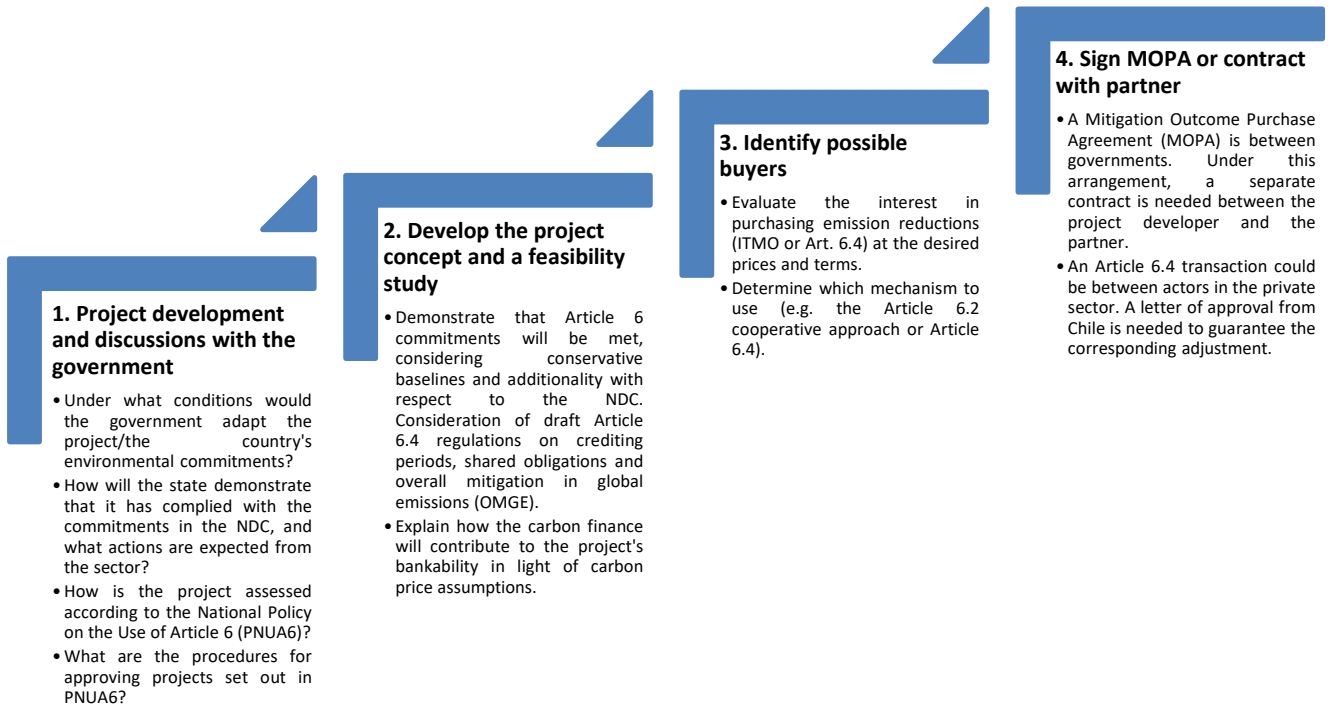 1. Project development
and discussions with the
government
• Under what conditions would
the government adapt the
project/the country's
environmental commitments?
• How will the state demonstrate
that it has complied with the
commitments in the NDC, and
what actions are expected from
the sector?
• How is the project assessed
according to the National Policy
on the Use of Article 6 (PNUA6)?
• What are the procedures for
approving projects set out in
PNUA6?
2. Develop the project
concept and a feasibility
study
• Demonstrate that Article 6
commitments will be met,
considering conservative
baselines and additionality with
respect to the NDC.
Consideration of draft Article
6.4 regulations on crediting
periods, shared obligations and
overall mitigation in global
emissions (OMGE).
• Explain how the carbon finance
will contribute to the project's
bankability in light of carbon
price assumptions.
3. Identify possible
buyers
• Evaluate the interest in
purchasing emission reductions
(ITMO or Art. 6.4) at the desired
prices and terms.
• Determine which mechanism to
use (e.g. the Article 6.2
cooperative approach or Article
6.4).
4. Sign MOPA or contract
with partner
• A Mitigation Outcome Purchase
Agreement (MOPA) is between
governments. Under this
arrangement, a separate
contract is needed between the
project developer and the
partner.
• An Article 6.4 transaction could
be between actors in the private
sector. A letter of approval from
Chile is needed to guarantee the
corresponding adjustment.